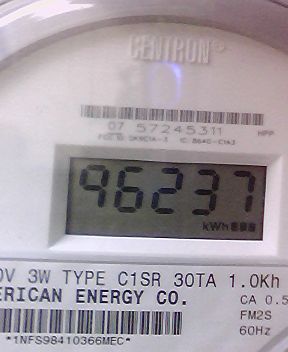 CENTRON®
07 57245311
HPP
96237
kWh
0V 3W TYPE C1SR 30TA 1.0Kh
ERICAN ENERGY CO.
CA 0.5
FM2S
60Hz
*1NFS98410366MEC*